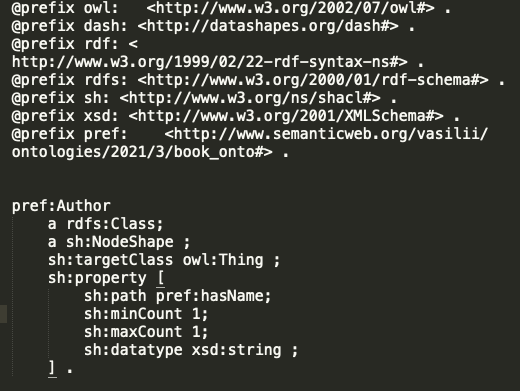 @prefix owl:   <http://www.w3.org/2002/07/owl#> .
@prefix dash: <http://datashapes.org/dash#> .
@prefix rdf: <
http://www.w3.org/1999/02/22-rdf-syntax-ns#> .
@prefix rdfs: <http://www.w3.org/2000/01/rdf-schema#> .
@prefix sh: <http://www.w3.org/ns/shacl#> .
@prefix xsd: <http://www.w3.org/2001/XMLSchema#> .
@prefix pref:    <http://www.semanticweb.org/vasilii/
ontologies/2021/3/book_onto#> .
pref:Author
    a rdfs:Class;
    a sh:NodeShape ;
    sh:targetClass owl:Thing ;
    sh:property [
        sh:path pref:hasName;
        sh:minCount 1;
        sh:maxCount 1;
        sh:datatype xsd:string ;
    ] .